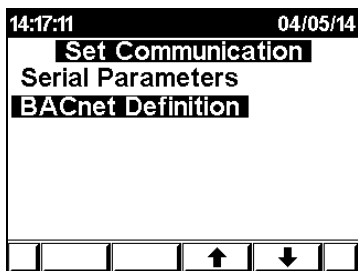 14:17:11 04/05/14
Set Communication
Serial Parameters
BACnet Definition